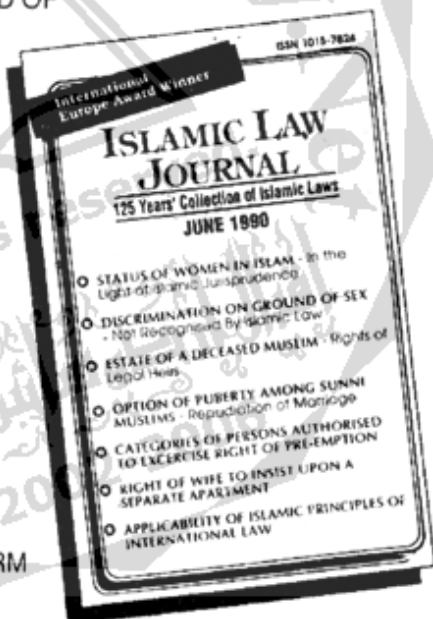 D OF
ISSN 1015-7824
International
Europe Award Winner
ISLAMIC LAW
JOURNAL
125 Years' Collection of Islamic Laws
JUNE 1990
STATUS OF WOMEN IN ISLAM - In the
Light of Islamic Jurisprudence
DISCRIMINATION ON GROUND OF SEX
- Not Recognised By Islamic Law
ESTATE OF A DECEASED MUSLIM - Rights of
Legal Heirs
OPTION OF PUBERTY AMONG SUNNI
MUSLIMS - Repudiation of Marriage
CATEGORIES OF PERSONS AUTHORISED
TO EXCERCISE RIGHT OF PRE-EMPTION
RIGHT OF WIFE TO INSIST UPON A
SEPARATE APARTMENT
APPLICABILITY OF ISLAMIC PRINCIPLES OF
INTERNATIONAL LAW
RM